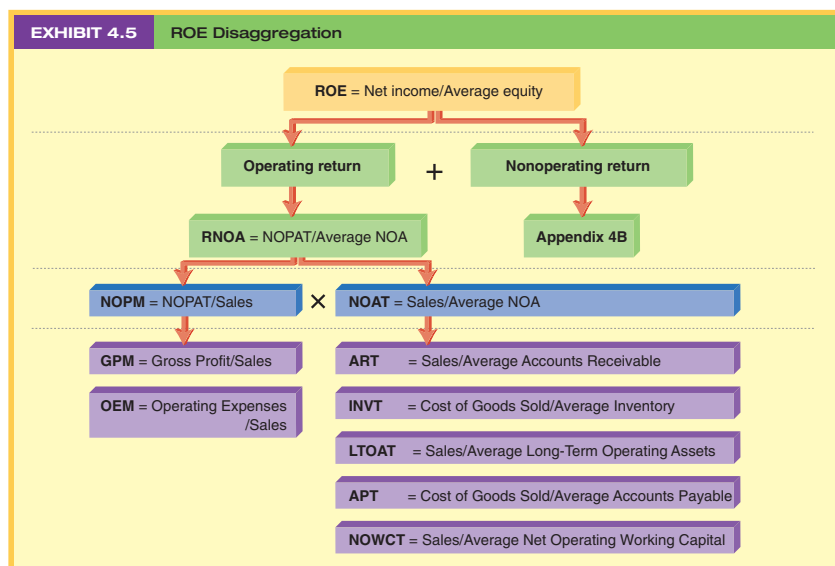 EXHIBIT 4.5 ROE Disaggregation
ROE = Net income/Average equity
Operating return + Nonoperating return
RNOA = NOPAT/Average NOA
Appendix 4B
NOPM = NOPAT/Sales × NOAT = Sales/Average NOA
GPM = Gross Profit/Sales
OEM = Operating Expenses
/Sales
ART = Sales/Average Accounts Receivable
INVT = Cost of Goods Sold/Average Inventory
LTOAT = Sales/Average Long-Term Operating Assets
APT = Cost of Goods Sold/Average Accounts Payable
NOWCT = Sales/Average Net Operating Working Capital